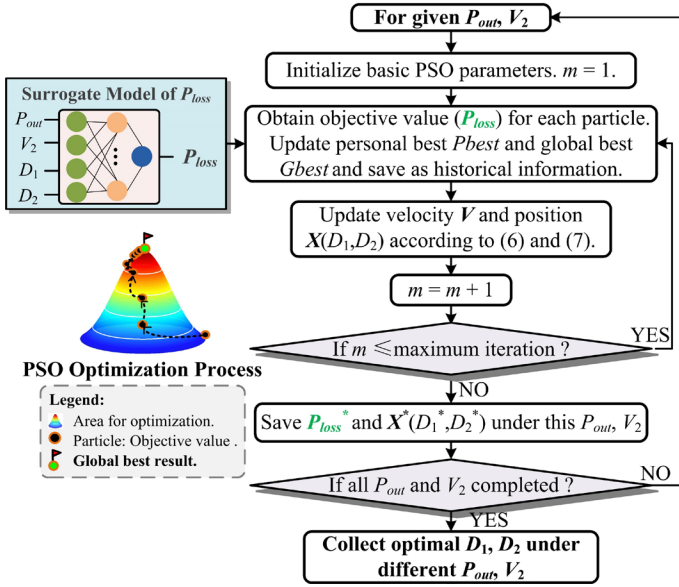 For given P_out, V_2
Initialize basic PSO parameters. m = 1.
Surrogate Model of P_loss
P_out
V_2
D_1
D_2
P_loss
Obtain objective value (P_loss) for each particle.
Update personal best Pbest and global best
Gbest and save as historical information.
Update velocity V and position
X(D_1,D_2) according to (6) and (7).
m = m + 1
If m ≤maximum iteration ?
YES
NO
PSO Optimization Process
Legend:
Area for optimization.
Particle: Objective value .
Global best result.
Save P_loss* and X*(D_1*,D_2*) under this P_out, V_2
If all P_out and V_2 completed ?
NO
YES
Collect optimal D_1, D_2 under
different P_out, V_2